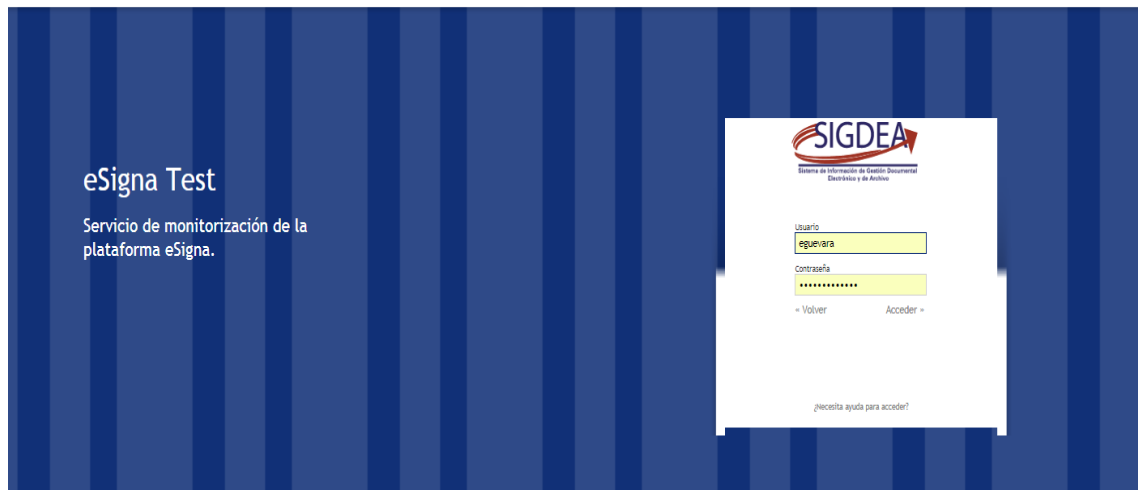 eSigna Test
Servicio de monitorización de la
plataforma eSigna.
SIGDEA
Sistema de Información de Gestión Documental
Electrónico y de Archivo
Usuario
eguevara
Contraseña
•••••••••••••
« Volver
Acceder »
¿Necesita ayuda para acceder?